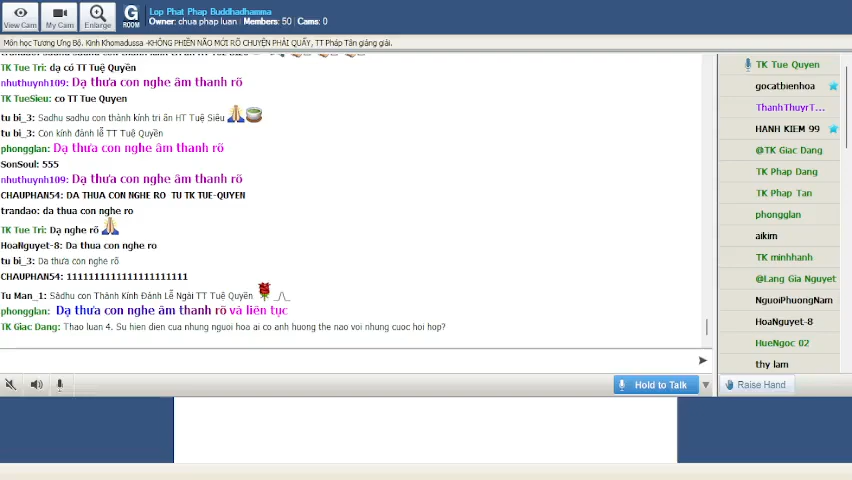 Lop Phat Phap Buddhadhamma
Owner: chua phap luan : Members: 50 : Cams: 0
View Cam
My Cam
Enlarge
G ROOM
Môn học Tương Ưng Bộ. Kinh Khomadussa -KHÔNG PHIỀN NÃO MỚI RÕ CHUYỆN PHẢI QUẤY, TT Pháp Tân giảng giải.
TK Tue Tri: dạ có TT Tuệ Quyền
nhuthuynh109: Dạ thưa con nghe âm thanh rõ
TK TueSieu: co TT Tue Quyen
tu bi_3: Sadhu sadhu con thành kính tri ân HT Tuệ Siêu
tu bi_3: Con kính đảnh lễ TT Tuệ Quyền
phongglan: Dạ thưa con nghe âm thanh rõ
SonSoul: 555
nhuthuynh109: Dạ thưa con nghe âm thanh rõ
CHAUPHAN54: DA THUA CON NGHE RO TU TK TUE-QUYEN
trandao: da thua con nghe ro
TK Tue Tri: Dạ nghe rõ
HoaNguyet-8: Da thua con nghe ro
tu bi_3: Da thưa con nghe rõ
CHAUPHAN54: 1111111111111111111111
Tu Man_1: Sādhu con Thành Kính Đảnh Lễ Ngài TT Tuệ Quyền _/\_
phongglan: Dạ thưa con nghe âm thanh rõ và liên tục
TK Giac Dang: Thao luan 4. Su hien dien cua nhung nguoi hoa ai co anh huong the nao voi nhung cuoc hoi hop?
Hold to Talk
TK Tue Quyen
gocatbienhoa
ThanhThuyrT...
HANH KIEM 99
@TK Giac Dang
TK Phap Dang
TK Phap Tan
phongglan
aikim
TK minhhanh
@Lang Gia Nguyet
NguoiPhuongNam
HoaNguyet-8
HueNgoc 02
thy lam
Raise Hand